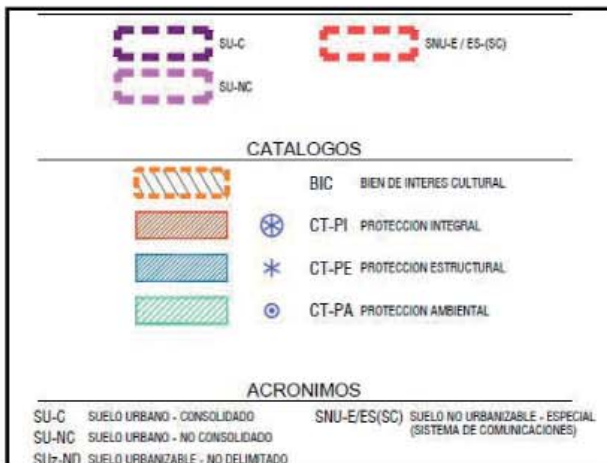 SU-C
SNU-E / ES-(SC)
SU-NC
CATALOGOS
BIC BIEN DE INTERES CULTURAL
CT-PI PROTECCION INTEGRAL
CT-PE PROTECCION ESTRUCTURAL
CT-PA PROTECCION AMBIENTAL
ACRONIMOS
SU-C SUELO URBANO - CONSOLIDADO
SNU-E/ES(SC) SUELO NO URBANIZABLE - ESPECIAL
(SISTEMA DE COMUNICACIONES)
SU-NC SUELO URBANO - NO CONSOLIDADO
SUz-ND SUELO URBANIZABLE - NO DELIMITADO